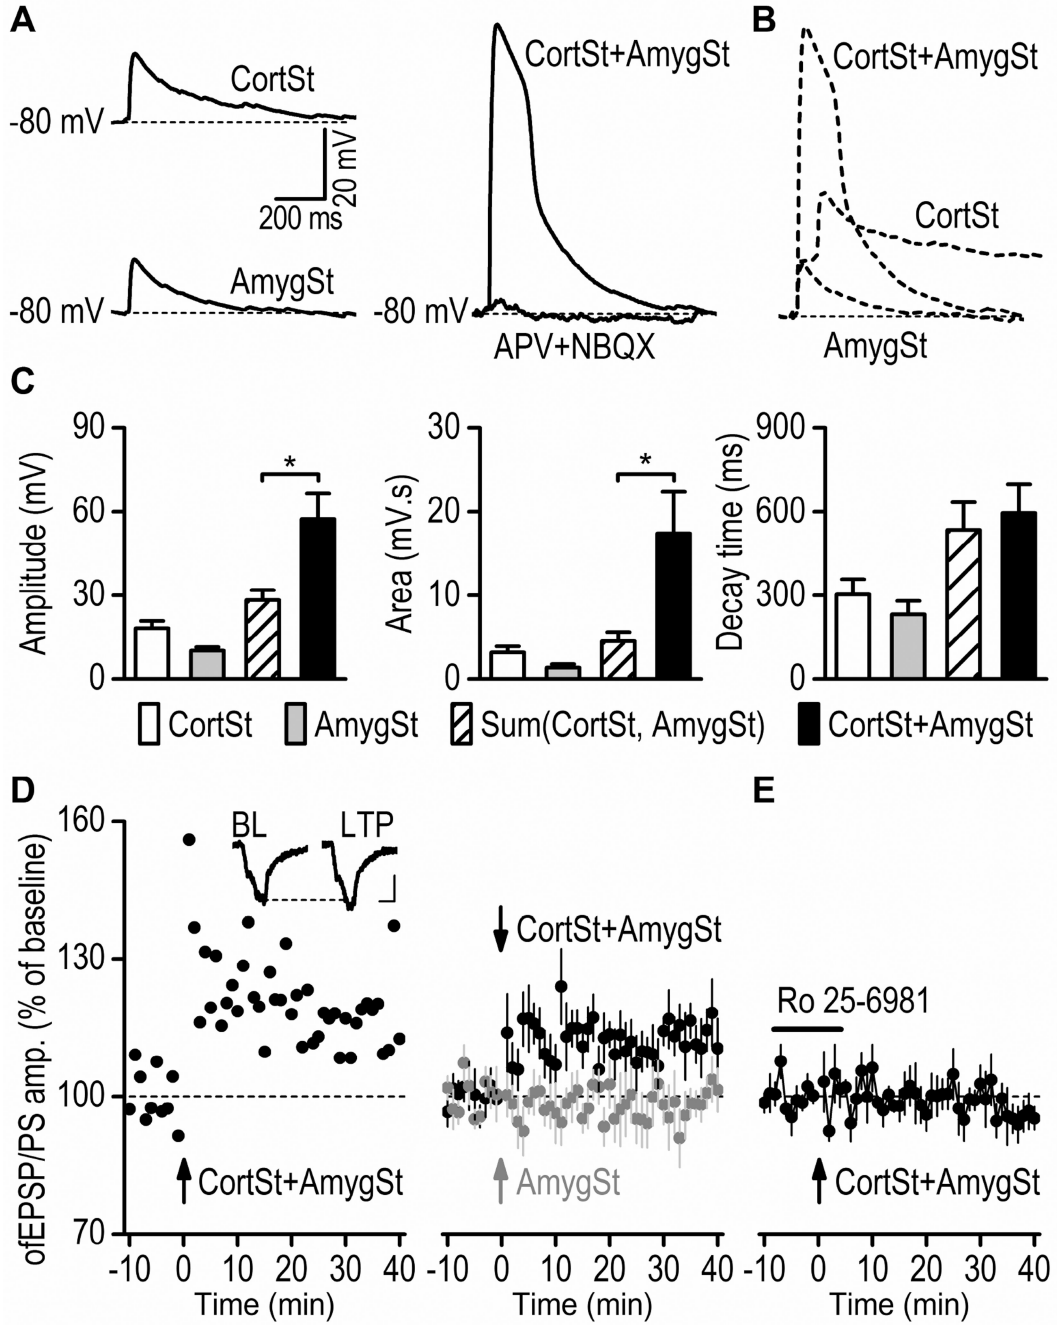 A
CortSt
-80 mV
20 mV
200 ms
AmygSt
-80 mV
CortSt+AmygSt
-80 mV
APV+NBQX
B
CortSt+AmygSt
CortSt
AmygSt
C
Amplitude (mV)
90
60
30
0
*
Area (mV.s)
30
20
10
0
*
Decay time (ms)
900
600
300
0
CortSt
AmygSt
Sum(CortSt, AmygSt)
CortSt+AmygSt
D
ofEPSP/PS amp. (% of baseline)
160
130
100
70
BL
LTP
CortSt+AmygSt
-10 0 10 20 30 40
Time (min)
CortSt+AmygSt
AmygSt
-10 0 10 20 30 40
Time (min)
E
Ro 25-6981
CortSt+AmygSt
-10 0 10 20 30 40
Time (min)